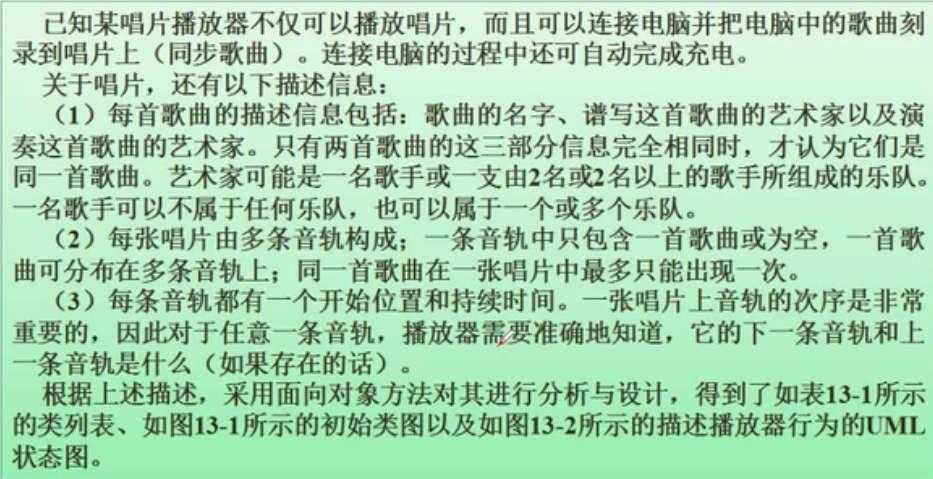 已知某唱片播放器不仅可以播放唱片，而且可以连接电脑并把电脑中的歌曲刻
录到唱片上（同步歌曲）。连接电脑的过程中还可自动完成充电。
关于唱片，还有以下描述信息：
（1）每首歌曲的描述信息包括：歌曲的名字、谱写这首歌曲的艺术家以及演
奏这首歌曲的艺术家。只有两首歌曲的这三部分信息完全相同时，才认为它们是
同一首歌曲。艺术家可能是一名歌手或一支由2名或2名以上的歌手所组成的乐队。
一名歌手可以不属于任何乐队，也可以属于一个或多个乐队。
（2）每张唱片由多条音轨构成；一条音轨中只包含一首歌曲或为空，一首歌
曲可分布在多条音轨上；同一首歌曲在一张唱片中最多只能出现一次。
（3）每条音轨都有一个开始位置和持续时间。一张唱片上音轨的次序是非常
重要的，因此对于任意一条音轨，播放器需要准确地知道，它的下一条音轨和上
一条音轨是什么（如果存在的话）。
根据上述描述，采用面向对象方法对其进行分析与设计，得到了如表13-1所示
的类列表、如图13-1所示的初始类图以及如图13-2所示的描述播放器行为的UML
状态图。